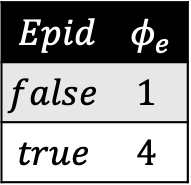 Epid ϕₑ
false 1
true 4